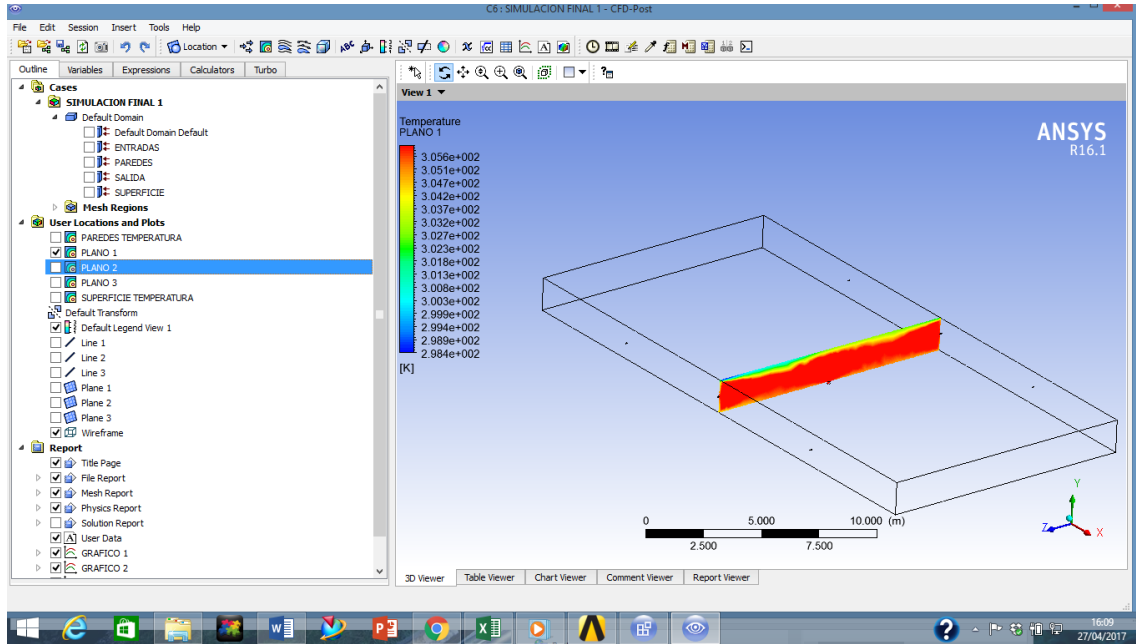 C6 : SIMULACION FINAL 1 - CFD-Post
File Edit Session Insert Tools Help
Location
Outline Variables Expressions Calculators Turbo
Cases
SIMULACION FINAL 1
Default Domain
Default Domain Default
ENTRADAS
PAREDES
SALIDA
SUPERFICIE
Mesh Regions
User Locations and Plots
PAREDES TEMPERATURA
PLANO 1
PLANO 2
PLANO 3
SUPERFICIE TEMPERATURA
Default Transform
Default Legend View 1
Line 1
Line 2
Line 3
Plane 1
Plane 2
Plane 3
Wireframe
Report
Title Page
File Report
Mesh Report
Physics Report
Solution Report
User Data
GRAFICO 1
GRAFICO 2
View 1
Temperature
PLANO 1
3.056e+002
3.051e+002
3.047e+002
3.042e+002
3.037e+002
3.032e+002
3.027e+002
3.023e+002
3.018e+002
3.013e+002
3.008e+002
3.003e+002
2.999e+002
2.994e+002
2.989e+002
2.984e+002
[K]
ANSYS
R16.1
0 5.000 10.000 (m)
2.500 7.500
Y
Z X
3D Viewer Table Viewer Chart Viewer Comment Viewer Report Viewer
16:09
27/04/2017